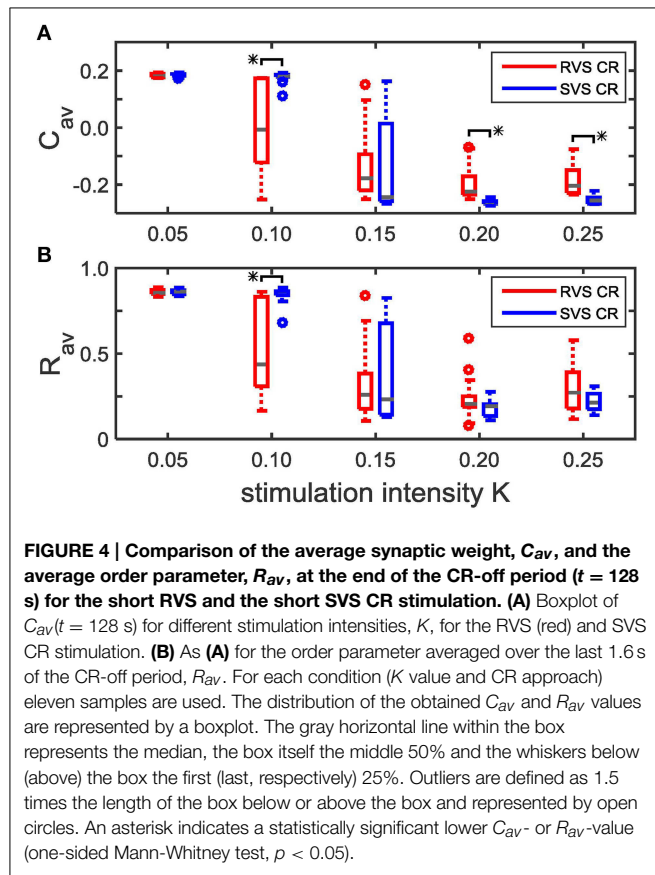 A
RVS CR
SVS CR
*
*
*
0.2
0.0
-0.2
C_av
0.05 0.10 0.15 0.20 0.25
B
RVS CR
SVS CR
*
1.0
0.5
0
R_av
0.05 0.10 0.15 0.20 0.25
stimulation intensity K
FIGURE 4 | Comparison of the average synaptic weight, C_av, and the
average order parameter, R_av, at the end of the CR-off period (t = 128
s) for the short RVS and the short SVS CR stimulation. (A) Boxplot of
C_av(t = 128 s) for different stimulation intensities, K, for the RVS (red) and SVS
CR stimulation. (B) As (A) for the order parameter averaged over the last 1.6 s
of the CR-off period, R_av. For each condition (K value and CR approach)
eleven samples are used. The distribution of the obtained C_av and R_av values
are represented by a boxplot. The gray horizontal line within the box
represents the median, the box itself the middle 50% and the whiskers below
(above) the box the first (last, respectively) 25%. Outliers are defined as 1.5
times the length of the box below or above the box and represented by open
circles. An asterisk indicates a statistically significant lower C_av- or R_av-value
(one-sided Mann-Whitney test, p < 0.05).